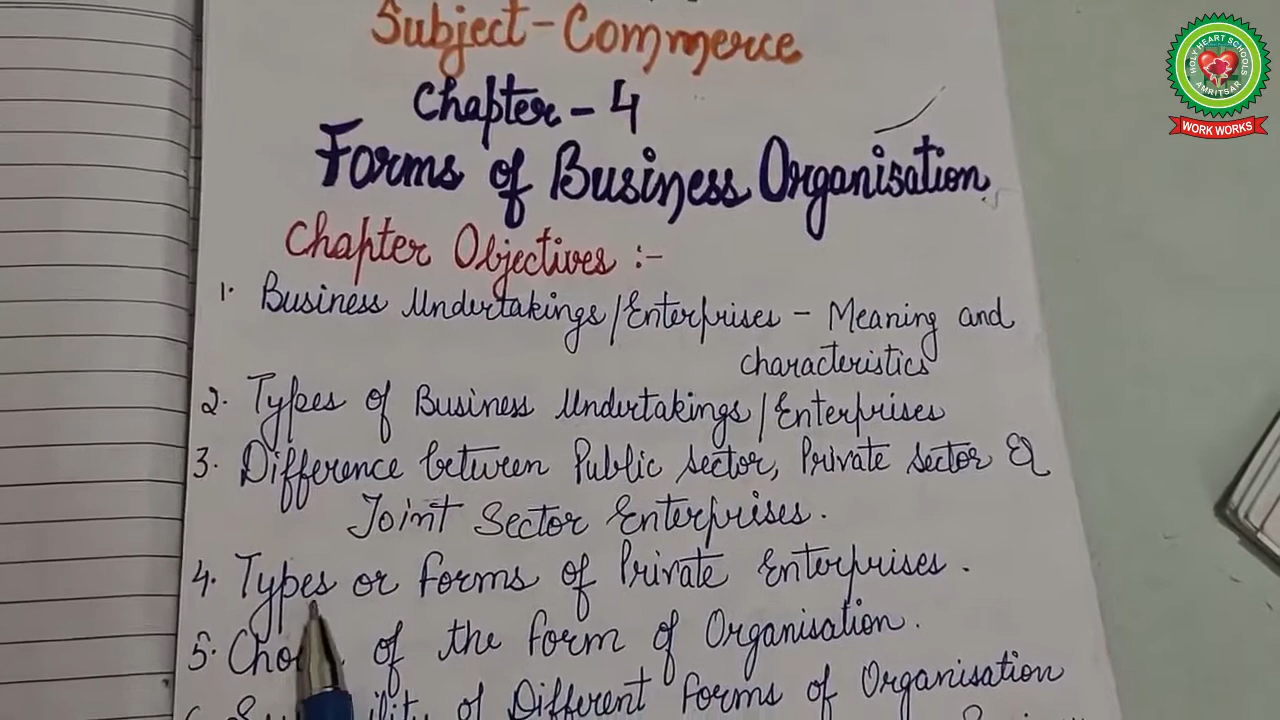 Subject - Commerce
Chapter - 4
Forms of Business Organisation
Chapter Objectives :-
1. Business Undertakings / Enterprises - Meaning and
characteristics
2. Types of Business Undertakings / Enterprises
3. Difference between Public sector, Private sector &
Joint Sector Enterprises.
4. Types or forms of Private Enterprises.
5. of the form of Organisation.
of Different forms of Organisation
HOLY HEART SCHOOLS
AMRITSAR
WORK WORKS